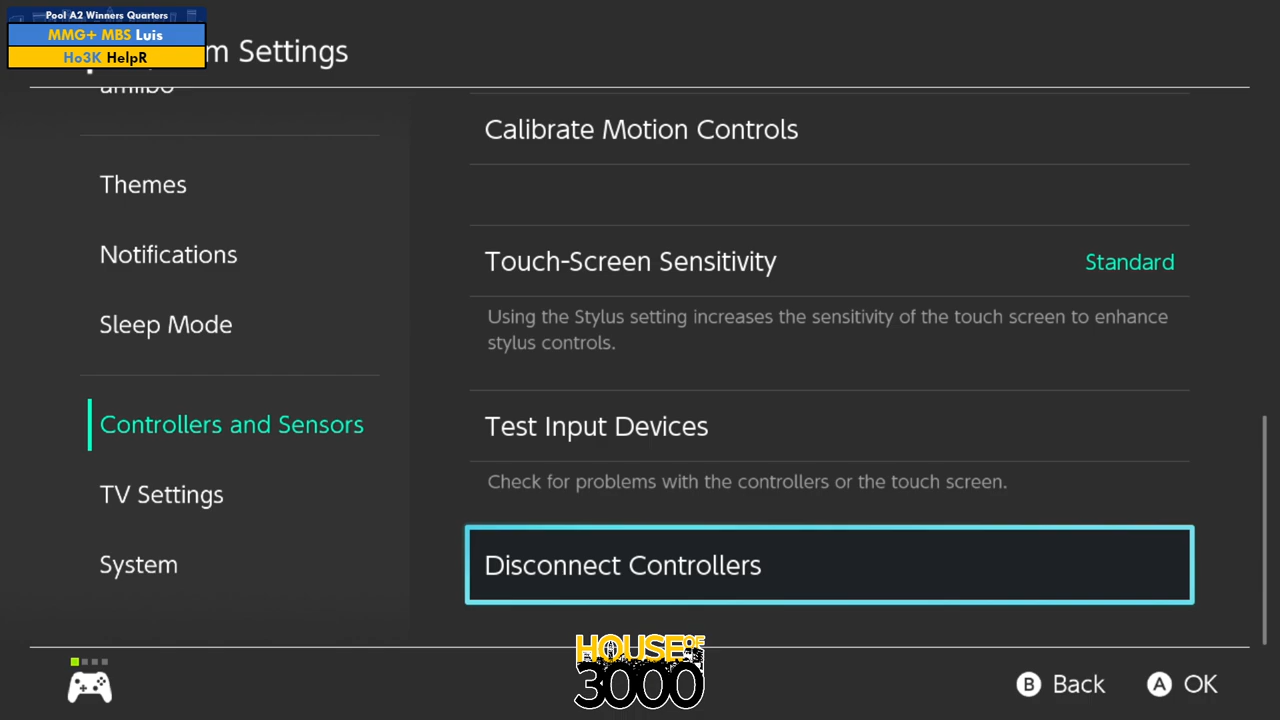 Pool A2 Winners Quarters
MMG+ MBS Luis
Ho3K HelpR
m Settings
amiibo
Themes
Notifications
Sleep Mode
Controllers and Sensors
TV Settings
System
Calibrate Motion Controls
Touch-Screen Sensitivity Standard
Using the Stylus setting increases the sensitivity of the touch screen to enhance
stylus controls.
Test Input Devices
Check for problems with the controllers or the touch screen.
Disconnect Controllers
HOUSE OF
3000
B Back A OK